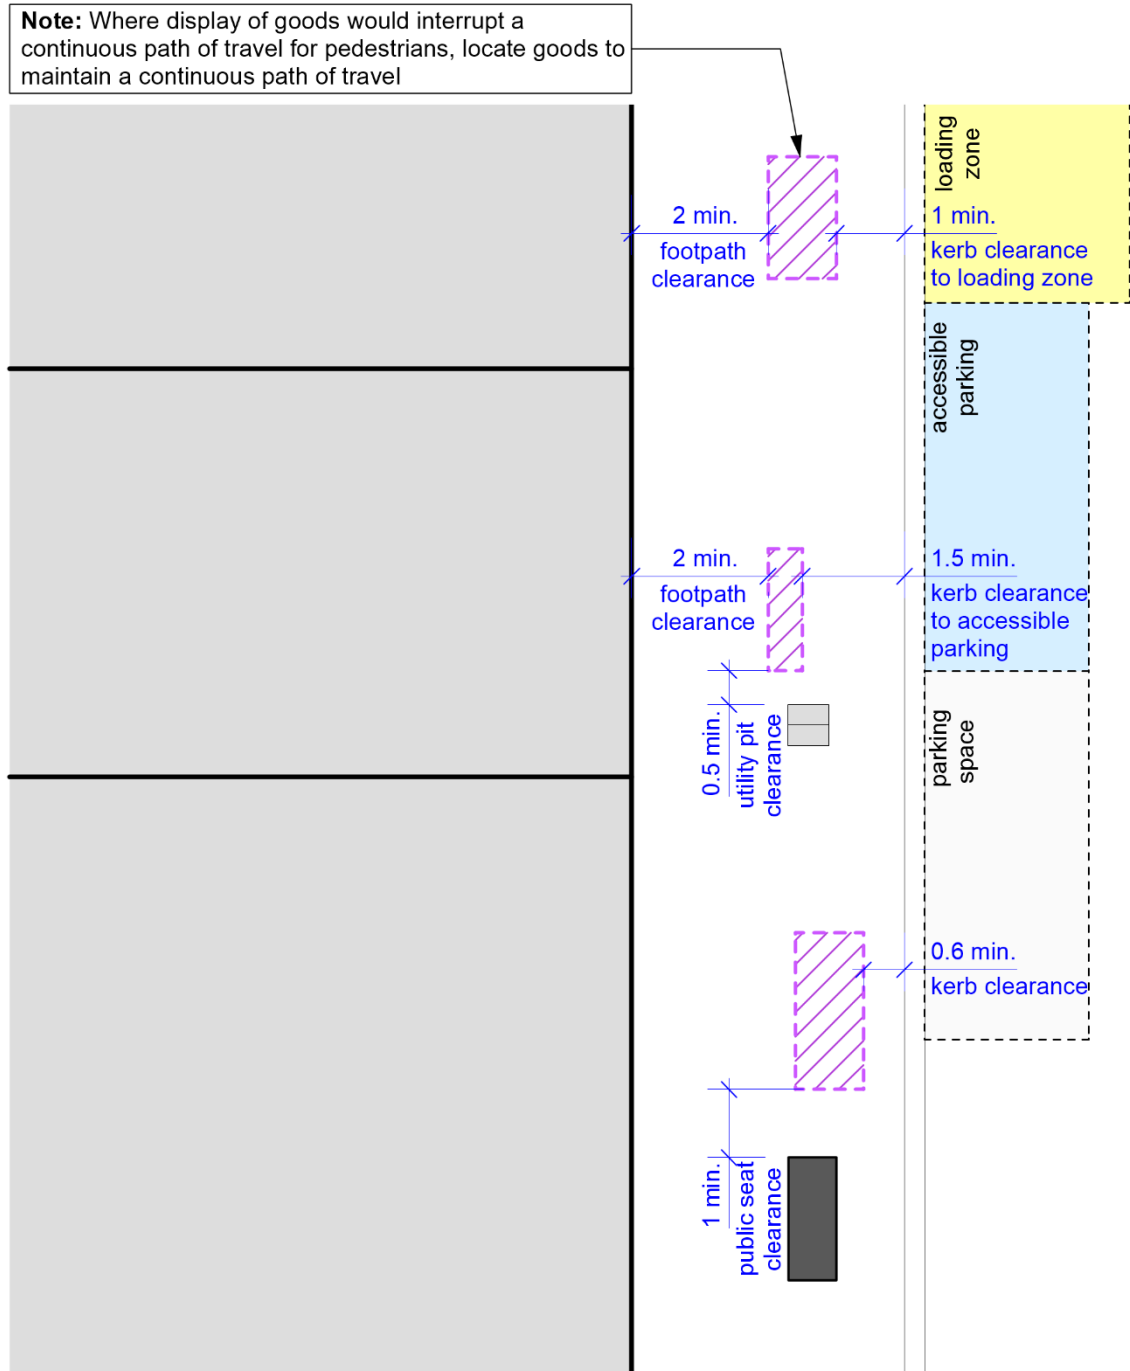 Note: Where display of goods would interrupt a
continuous path of travel for pedestrians, locate goods to
maintain a continuous path of travel
loading
zone
2 min.
footpath
clearance
1 min.
kerb clearance
to loading zone
accessible
parking
2 min.
footpath
clearance
1.5 min.
kerb clearance
to accessible
parking
0.5 min.
utility pit
clearance
parking
space
0.6 min.
kerb clearance
1 min.
public seat
clearance